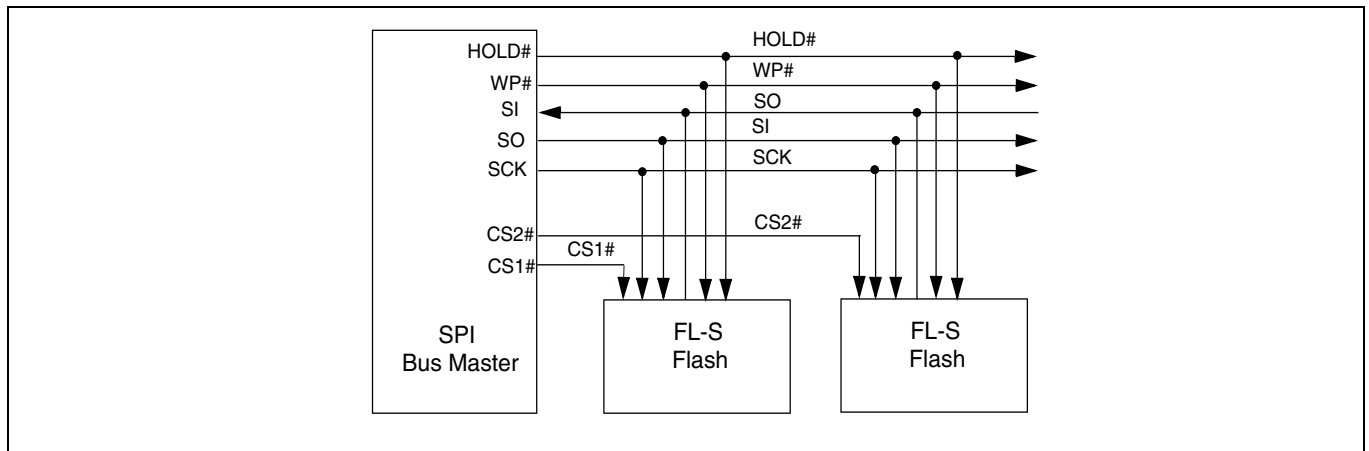 HOLD#
HOLD#
WP#
WP#
SI
SO
SO
SI
SCK
SCK
CS2#
CS2#
CS1#
CS1#
SPI
Bus Master
FL-S
Flash
FL-S
Flash